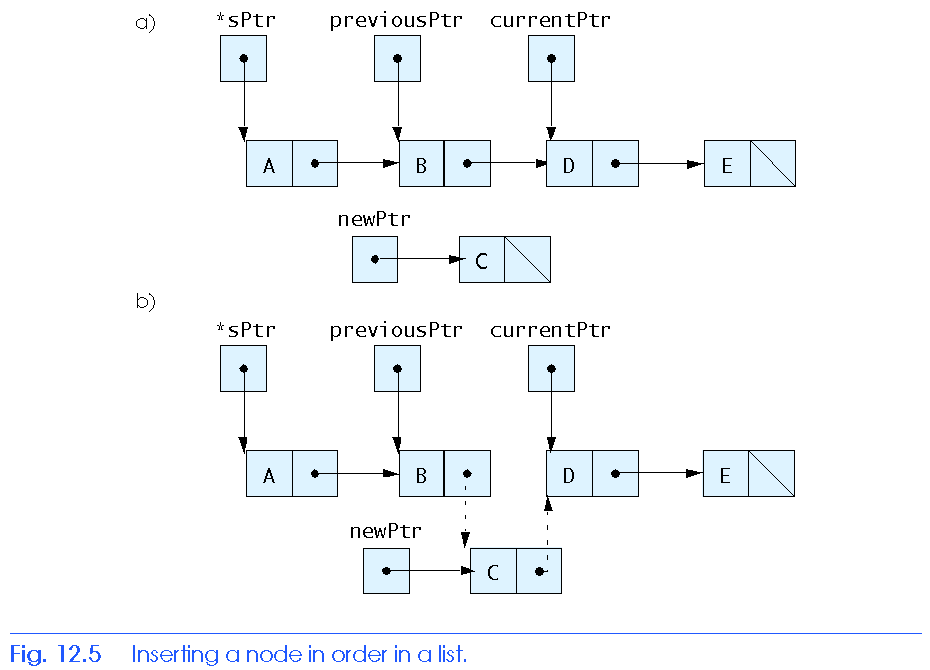 a)
*sPtr previousPtr currentPtr
A B D E
newPtr
C
b)
*sPtr previousPtr currentPtr
A B D E
newPtr
C
Fig. 12.5 Inserting a node in order in a list.